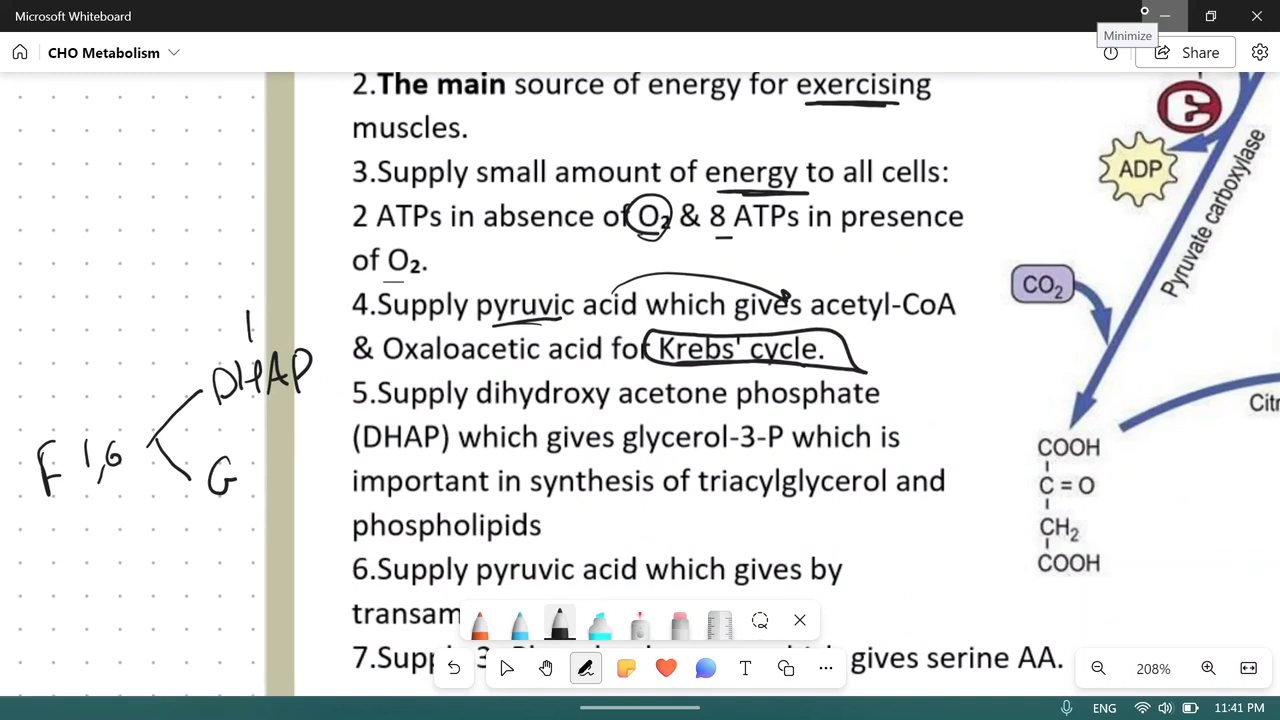 Microsoft Whiteboard
Minimize
CHO Metabolism
Share
2.The main source of energy for exercising
muscles.
3.Supply small amount of energy to all cells:
2 ATPs in absence of O₂ & 8 ATPs in presence
of O₂.
4.Supply pyruvic acid which gives acetyl-CoA
& Oxaloacetic acid for Krebs' cycle.
5.Supply dihydroxy acetone phosphate
(DHAP) which gives glycerol-3-P which is
important in synthesis of triacylglycerol and
phospholipids
6.Supply pyruvic acid which gives by
transam
7.Supp gives serine AA.
DHAP
F 1,6
G
ADP
Pyruvate carboxylase
CO₂
Citr
COOH
C = O
CH₂
COOH
208%
ENG
11:41 PM